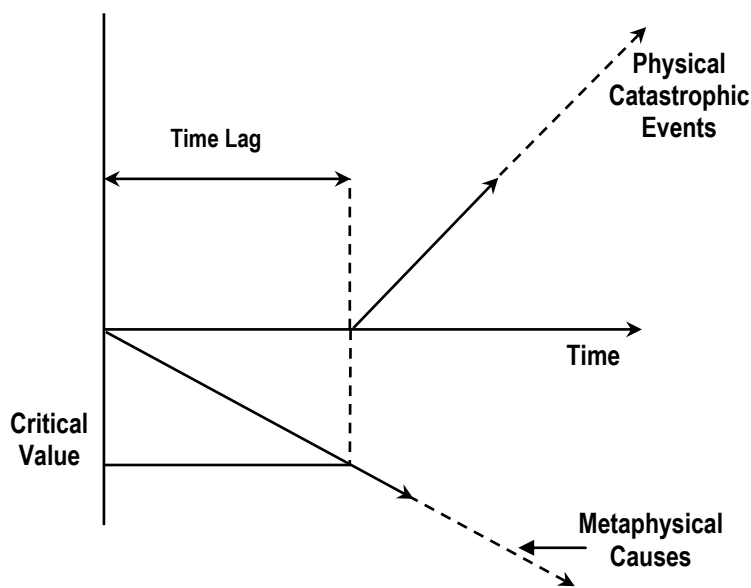 Physical
Catastrophic
Events
Time Lag
Time
Critical
Value
Metaphysical
Causes